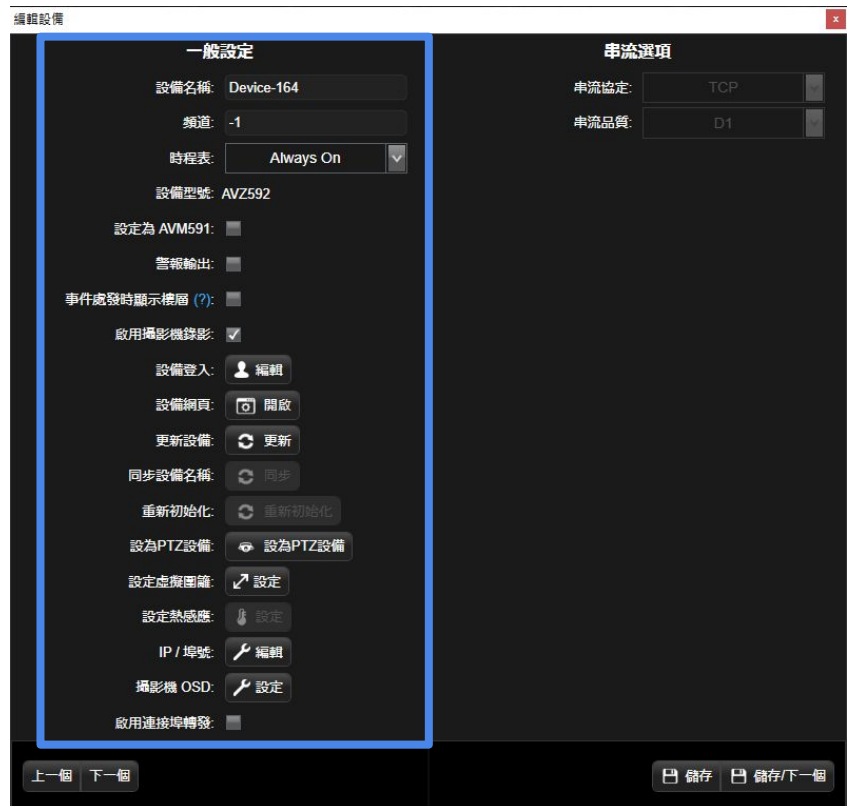 編輯設備
x
一般設定
設備名稱: Device-164
頻道: -1
時程表: Always On
設備型號: AVZ592
設定為 AVM591:
警報輸出:
事件處發時顯示樓層 (?):
啟用攝影機錄影:
設備登入: 編輯
設備網頁: 開啟
更新設備: 更新
同步設備名稱: 同步
重新初始化: 重新初始化
設為PTZ設備: 設為PTZ設備
設定虛擬圍籬: 設定
設定熱感應: 設定
IP / 埠號: 編輯
攝影機 OSD: 設定
啟用連接埠轉發:
串流選項
串流協定: TCP
串流品質: D1
上一個 下一個
儲存 儲存/下一個